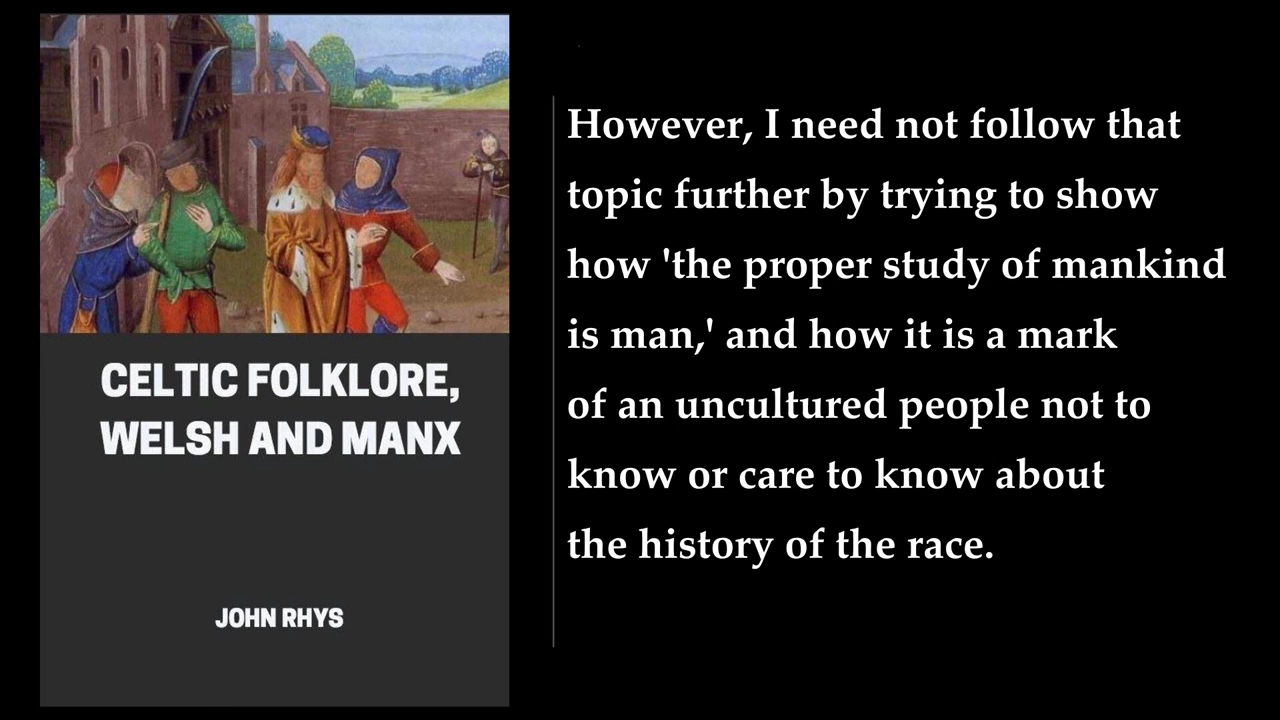 CELTIC FOLKLORE,
WELSH AND MANX
JOHN RHYS
However, I need not follow that
topic further by trying to show
how 'the proper study of mankind
is man,' and how it is a mark
of an uncultured people not to
know or care to know about
the history of the race.